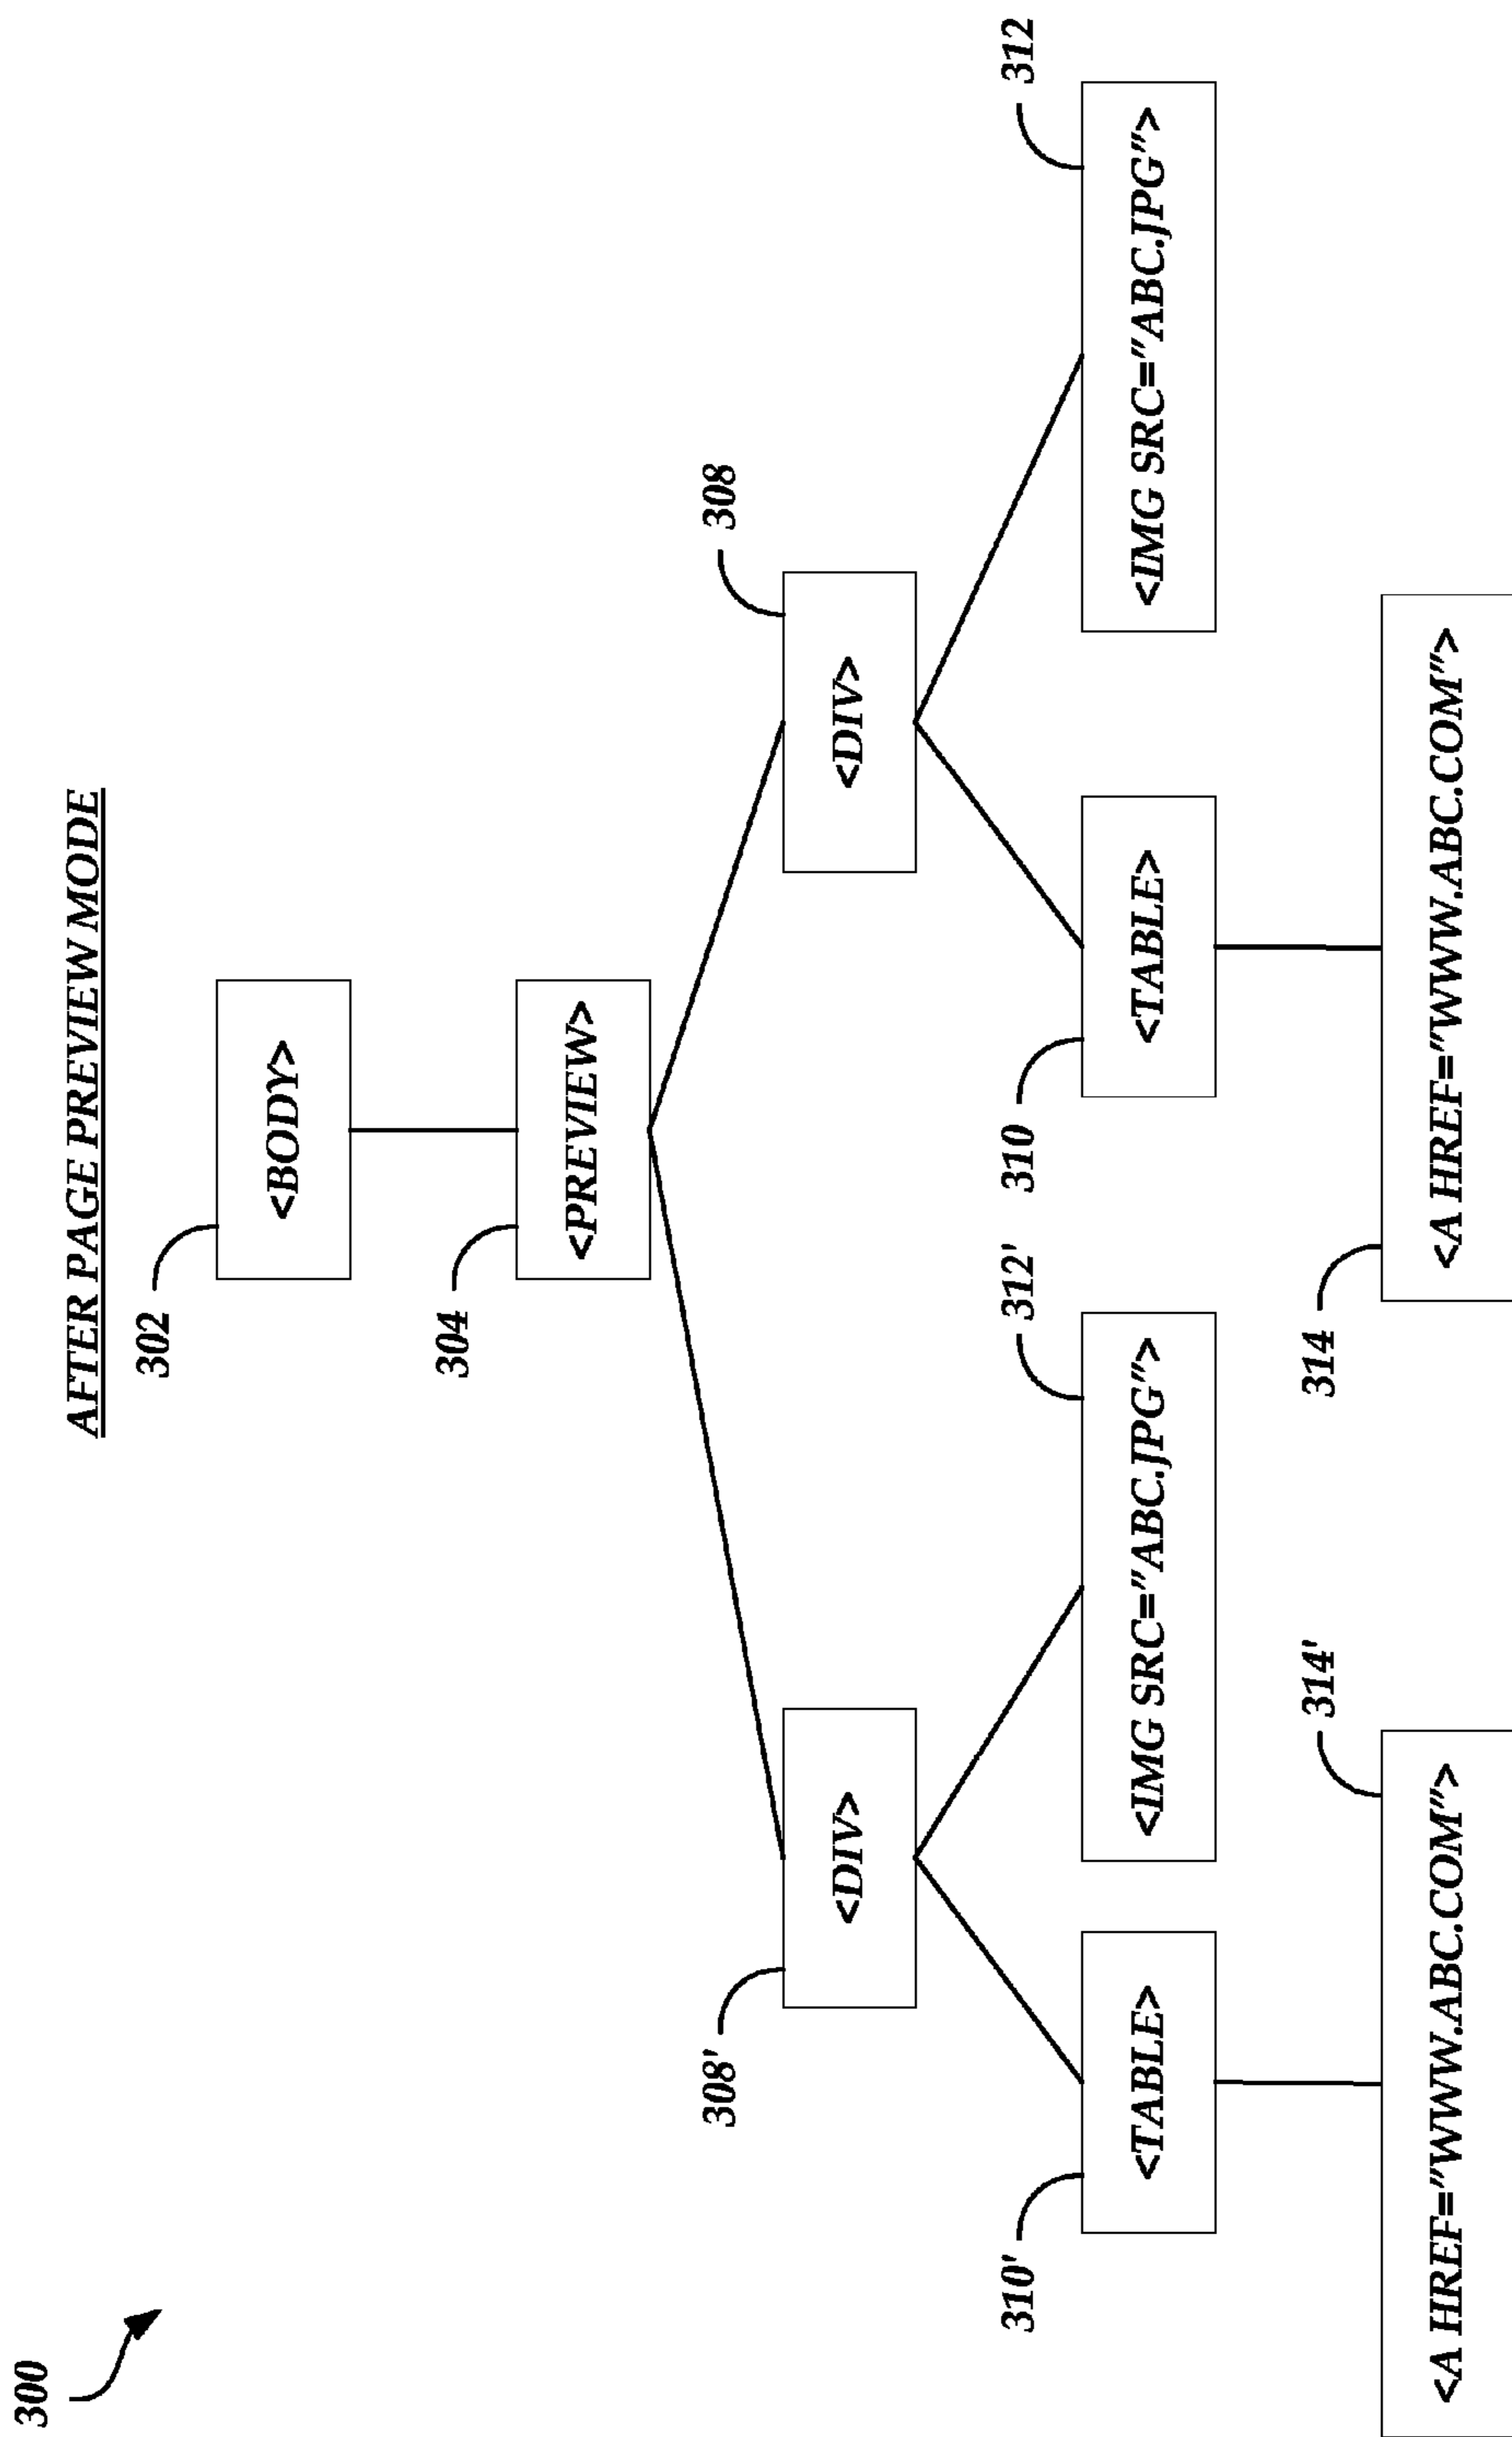 300
AFTER PAGE PREVIEW MODE
302
<BODY>
304
<PREVIEW>
308'
<DIV>
308
<DIV>
310'
<TABLE>
312'
<IMG SRC="ABC.JPG">
310
<TABLE>
312
<IMG SRC="ABC.JPG">
314'
<A HREF="WWW.ABC.COM">
314
<A HREF="WWW.ABC.COM">